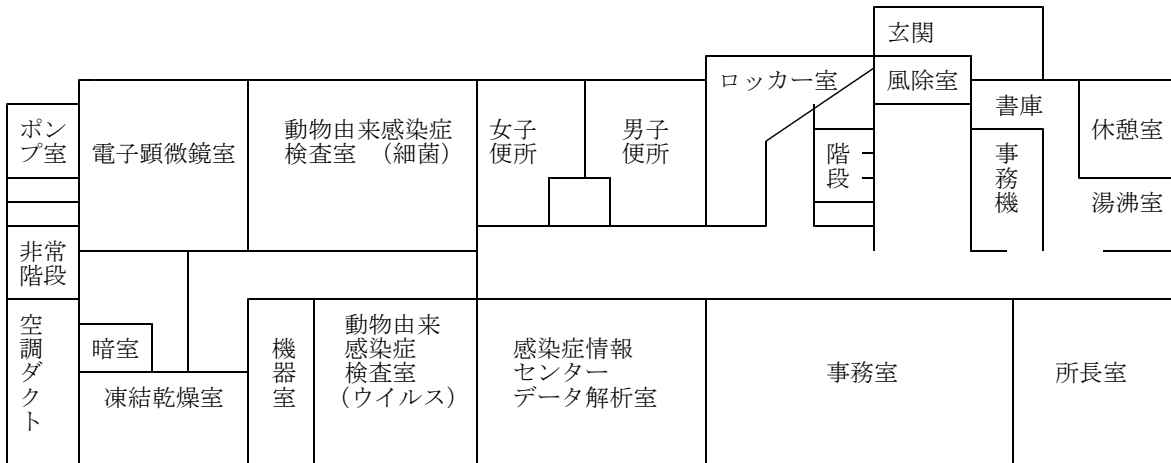 玄関
ロッカー室
風除室
書庫
休憩室
ポン
プ室
電子顕微鏡室
動物由来感染症
検査室 （細菌）
女子
便所
男子
便所
階段
事務機
湯沸室
非常
階段
空調ダクト
暗室
凍結乾燥室
機器室
動物由来
感染症
検査室
（ウイルス）
感染症情報
センター
データ解析室
事務室
所長室